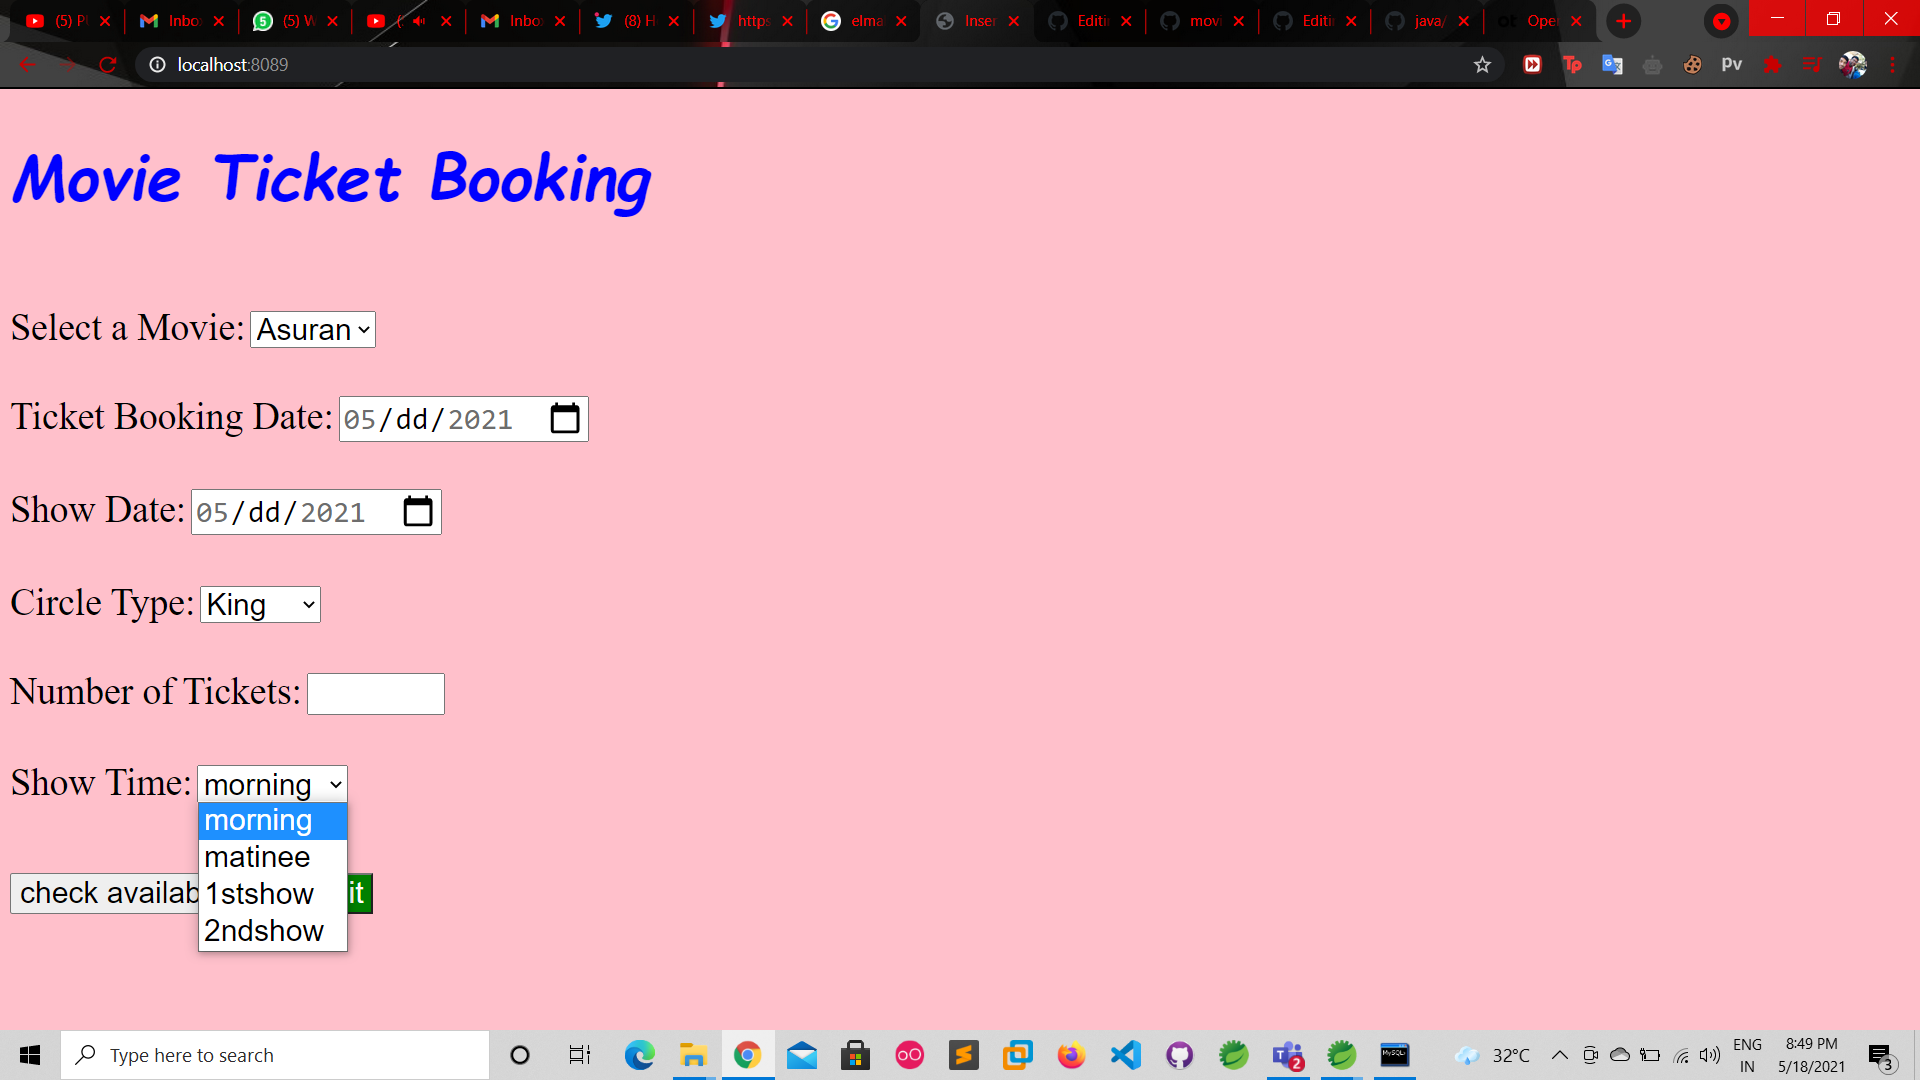 (5) P
Inbo
(5) W
(
Inbo
(8) H
https
elma
Inser
Editi
movi
Editi
java/
Ope
localhost:8089
Movie Ticket Booking
Select a Movie: Asuran
Ticket Booking Date: 05/dd/2021
Show Date: 05/dd/2021
Circle Type: King
Number of Tickets:
Show Time: morning
morning
matinee
check availab 1stshow it
2ndshow
Type here to search
32°C
ENG
IN
8:49 PM
5/18/2021
3